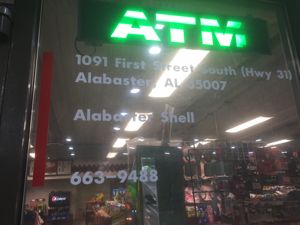 ATM
1091 First Street South (Hwy 31)
Alabaster, AL 35007
Alabaster Shell
663-9488